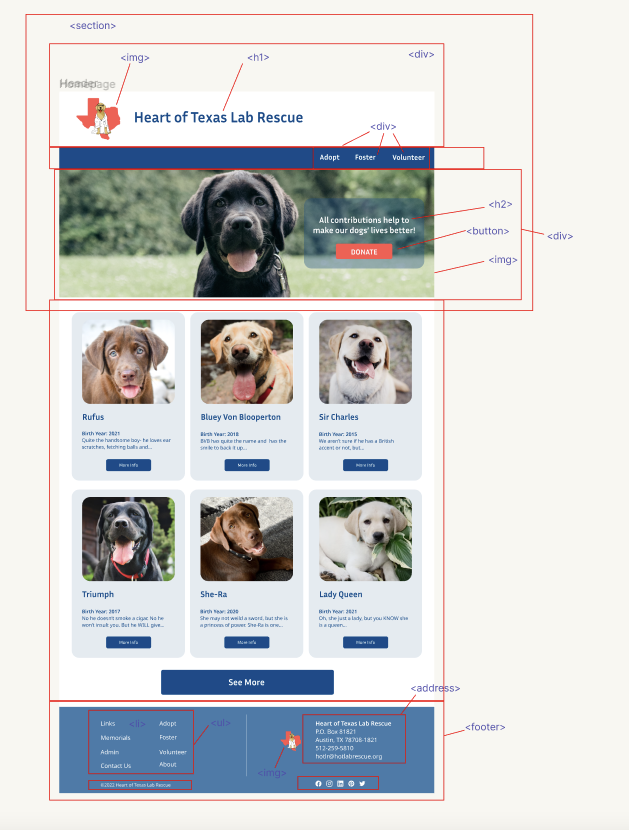 <section>
<img>
<h1>
<div>
Homepage
Header
Heart of Texas Lab Rescue
<div>
Adopt Foster Volunteer
All contributions help to
make our dogs' lives better!
DONATE
<h2>
<button>
<div>
<img>
Rufus
Birth Year: 2021
Quite the handsome boy- he loves ear
scratches, fetching balls and...
More Info
Bluey Von Blooperton
Birth Year: 2018
BVB has quite the name and has the
smile to back it up...
More Info
Sir Charles
Birth Year: 2015
We aren't sure if he has a British
accent or not, but...
More Info
Triumph
Birth Year: 2017
No he doesn't smoke a cigar. No he
won't insult you. But he WILL give...
More Info
She-Ra
Birth Year: 2020
She may not weild a sword, but she is
a princess of power. She-Ra is one...
More Info
Lady Queen
Birth Year: 2021
Oh, she just a lady, but you KNOW she
is a queen...
More Info
See More
<address>
<footer>
Links <li> Adopt
Memorials Foster
Admin Volunteer
Contact Us About
<ul>
<img>
Heart of Texas Lab Rescue
P.O. Box 81821
Austin, TX 78708-1821
512-259-5810
hotln@hotlabrescue.org
©2022 Heart of Texas Lab Rescue